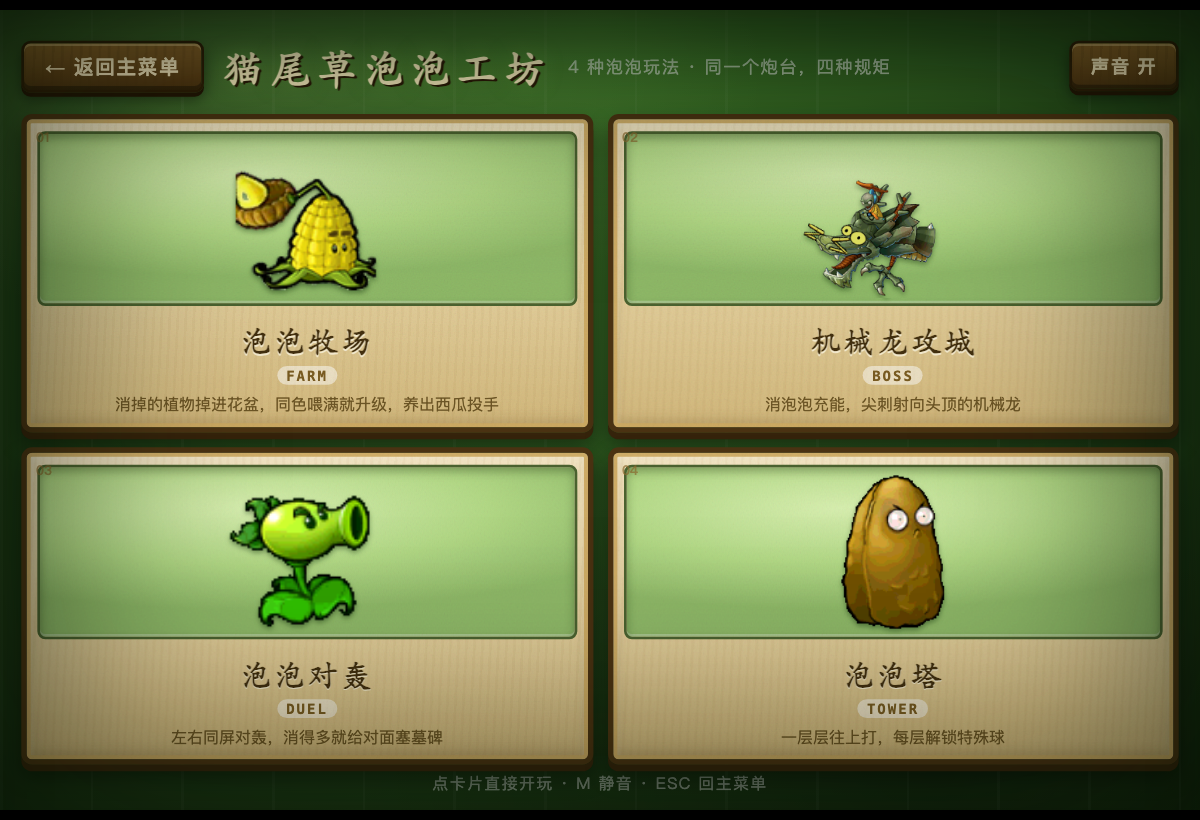 ← 返回主菜单
猫尾草泡泡工坊
4 种泡泡玩法 · 同一个炮台，四种规矩
声音 开
01
泡泡牧场
FARM
消掉的植物掉进花盆，同色喂满就升级，养出西瓜投手
02
机械龙攻城
BOSS
消泡泡充能，尖刺射向头顶的机械龙
03
泡泡对轰
DUEL
左右同屏对轰，消得多就给对面塞墓碑
04
泡泡塔
TOWER
一层层往上打，每层解锁特殊球
点卡片直接开玩 · M 静音 · ESC 回主菜单